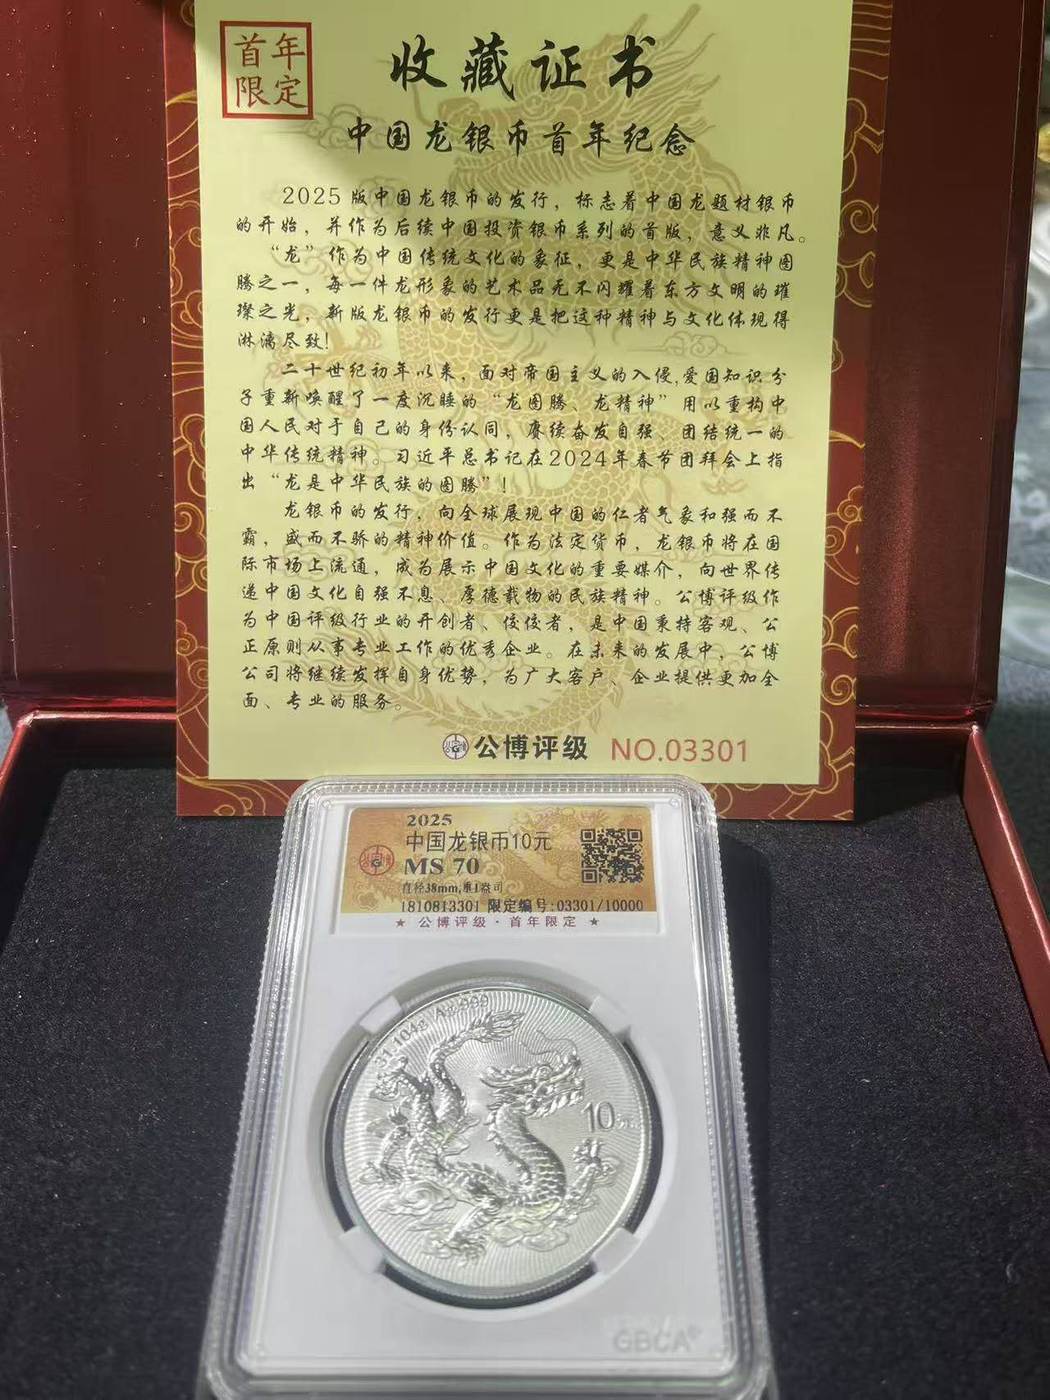 首年
限定
收藏证书
中国龙银币首年纪念
2025版中国龙银币的发行，标志着中国龙题材银币
的开始，并作为后续中国投资银币系列的首版，意义非凡。
“龙”作为中国传统文化的象征，更是中华民族精神图
腾之一，每一件龙形象的艺术品无不闪耀着东方文明的璀
璨之光，新版龙银币的发行更是把这种精神与文化体现得
淋漓尽致！
二十世纪初年以来，面对帝国主义的入侵，爱国知识分
子重新唤醒了一度沉睡的“龙图腾、龙精神”用以重构中
国人民对于自己的身份认同，赓续奋发自强、团结统一的
中华传统精神。习近平总书记在2024年春节团拜会上指
出“龙是中华民族的图腾”！
龙银币的发行，向全球展现中国的仁者气象和强而不
霸，威而不骄的精神价值。作为法定货币，龙银币将在国
际市场上流通，成为展示中国文化的重要媒介，向世界传
递中国文化自强不息、厚德载物的民族精神。公博评级作
为中国评级行业的开创者、佼佼者，是中国秉持客观、公
正原则从事专业工作的优秀企业。在未来的发展中，公博
公司将继续发挥自身优势，为广大客户、企业提供更加全
面、专业的服务。
公博评级 NO.03301
2025
中国龙银币10元
MS 70
直径38mm,重1盎司
1810813301 限定编号:03301/10000
★ 公博评级·首年限定 ★
31.104g Ag.999
10元
GBCA